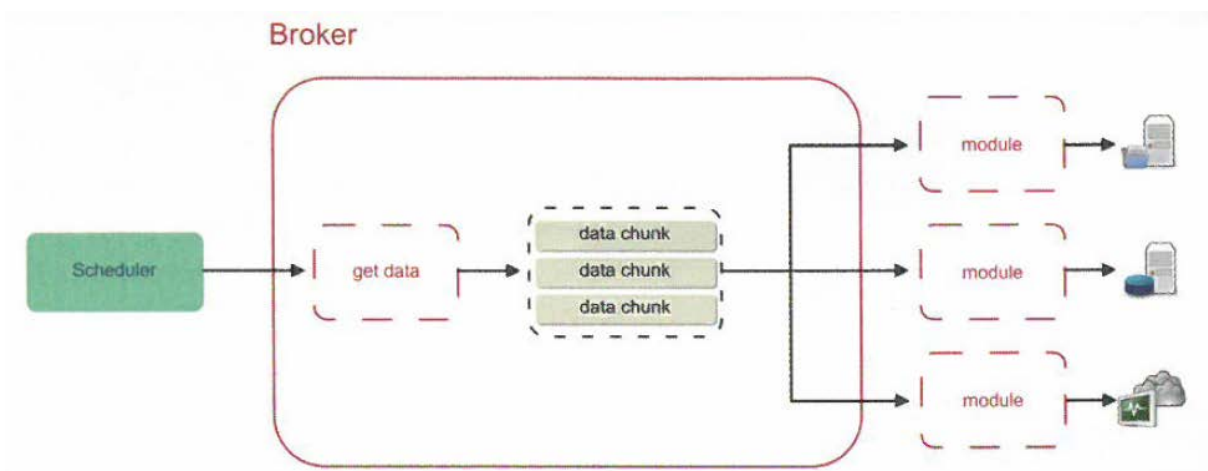 Broker
module
data chunk
Scheduler
get data
data chunk
module
data chunk
module